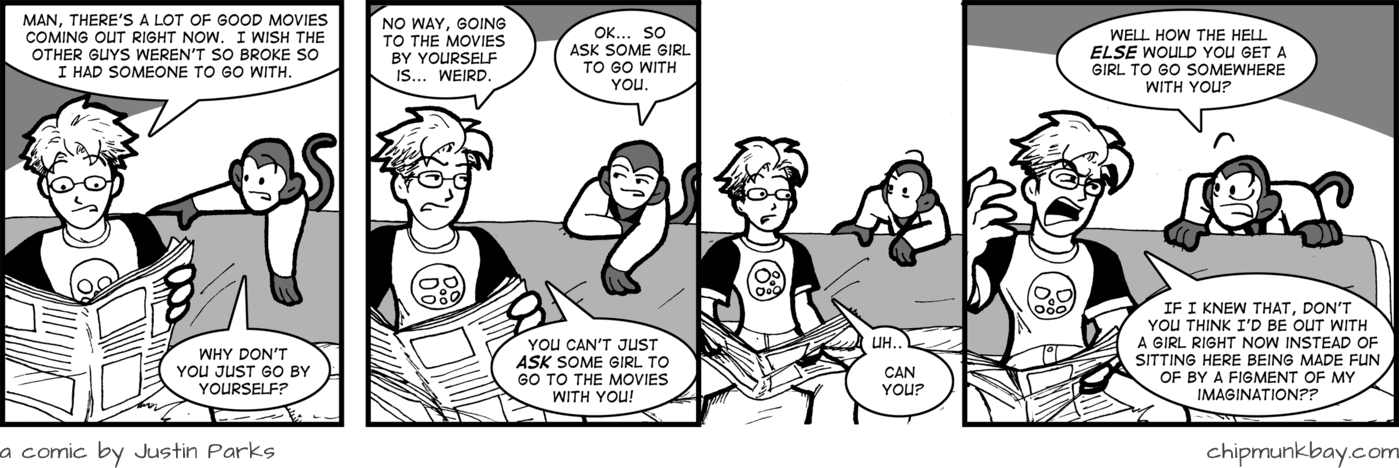 MAN, THERE'S A LOT OF GOOD MOVIES
COMING OUT RIGHT NOW. I WISH THE
OTHER GUYS WEREN'T SO BROKE SO
I HAD SOMEONE TO GO WITH.
WHY DON'T
YOU JUST GO BY
YOURSELF?
NO WAY, GOING
TO THE MOVIES
BY YOURSELF
IS... WEIRD.
OK... SO
ASK SOME GIRL
TO GO WITH
YOU.
YOU CAN'T JUST
ASK SOME GIRL TO
GO TO THE MOVIES
WITH YOU!
UH..
CAN
YOU?
WELL HOW THE HELL
ELSE WOULD YOU GET A
GIRL TO GO SOMEWHERE
WITH YOU?
IF I KNEW THAT, DON'T
YOU THINK I'D BE OUT WITH
A GIRL RIGHT NOW INSTEAD OF
SITTING HERE BEING MADE FUN
OF BY A FIGMENT OF MY
IMAGINATION??
a comic by Justin Parks
chipmunkbay.com